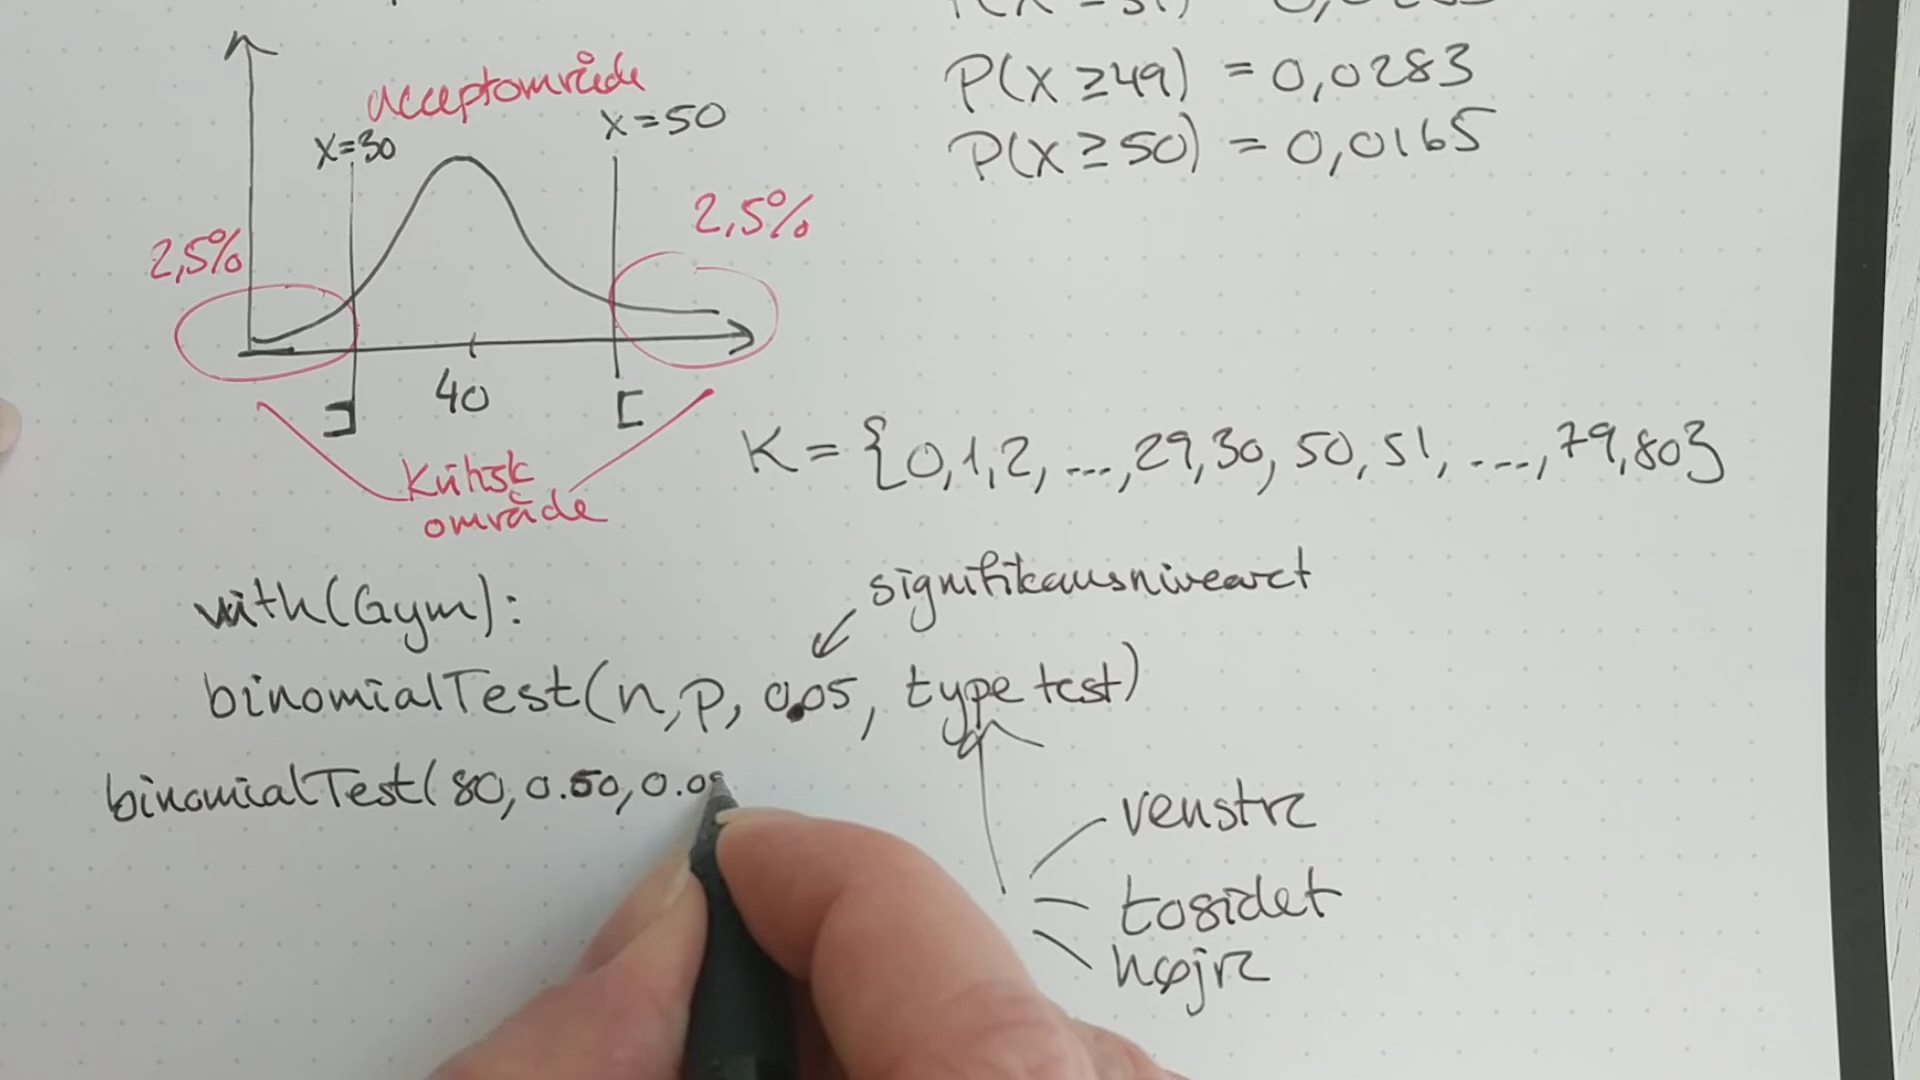 P(X ≥ 49) = 0,0283
P(X ≥ 50) = 0,0165
acceptområde
X=30
X=50
2,5%
2,5%
40
]
[
Kritisk
område
K = {0,1,2, ...,29,30, 50, 51, ...., 79,80}
with(Gym):
signifikansniveauet
binomialTest(n, p, 0.05, type test)
binomialTest(80, 0.50, 0.05
venstre
tosidet
højre